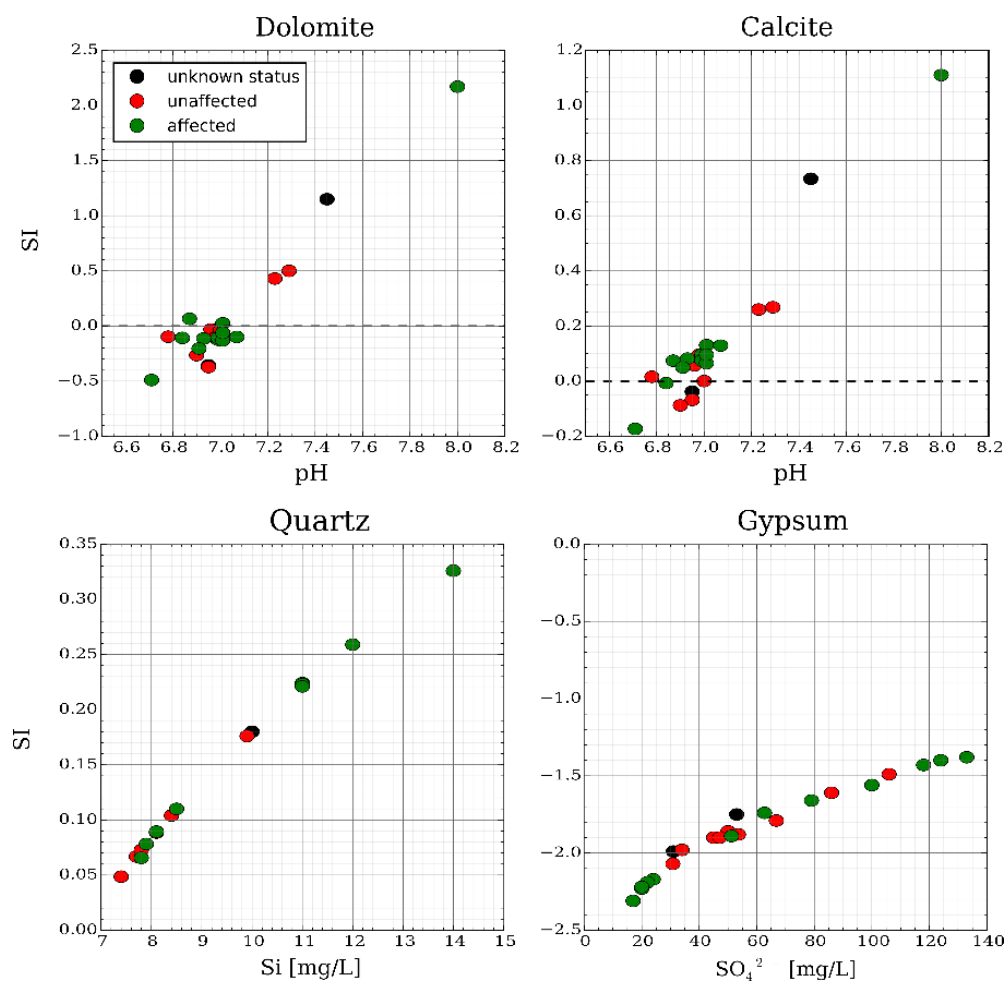 Dolomite
2.5
2.0
1.5
1.0
0.5
0.0
−0.5
−1.0
SI
unknown status
unaffected
affected
6.6 6.8 7.0 7.2 7.4 7.6 7.8 8.0 8.2
pH
Calcite
1.2
1.0
0.8
0.6
0.4
0.2
0.0
−0.2
6.6 6.8 7.0 7.2 7.4 7.6 7.8 8.0 8.2
pH
Quartz
0.35
0.30
0.25
0.20
0.15
0.10
0.05
0.00
SI
7 8 9 10 11 12 13 14 15
Si [mg/L]
Gypsum
0.0
−0.5
−1.0
−1.5
−2.0
−2.5
0 20 40 60 80 100 120 140
SO₄² [mg/L]